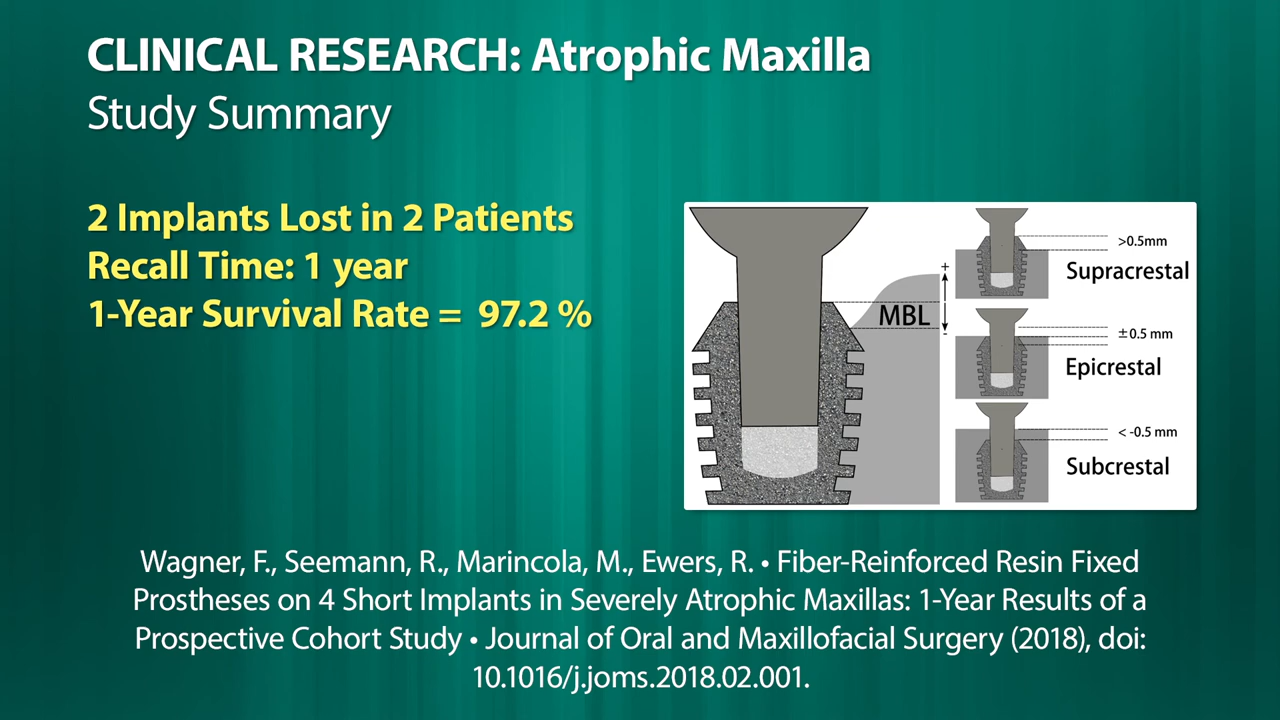 CLINICAL RESEARCH: Atrophic Maxilla
Study Summary
2 Implants Lost in 2 Patients
Recall Time: 1 year
1-Year Survival Rate = 97.2 %
+
MBL
-
>0.5mm
Supracrestal
±0.5 mm
Epicrestal
< -0.5 mm
Subcrestal
Wagner, F., Seemann, R., Marincola, M., Ewers, R. • Fiber-Reinforced Resin Fixed
Prostheses on 4 Short Implants in Severely Atrophic Maxillas: 1-Year Results of a
Prospective Cohort Study • Journal of Oral and Maxillofacial Surgery (2018), doi:
10.1016/j.joms.2018.02.001.